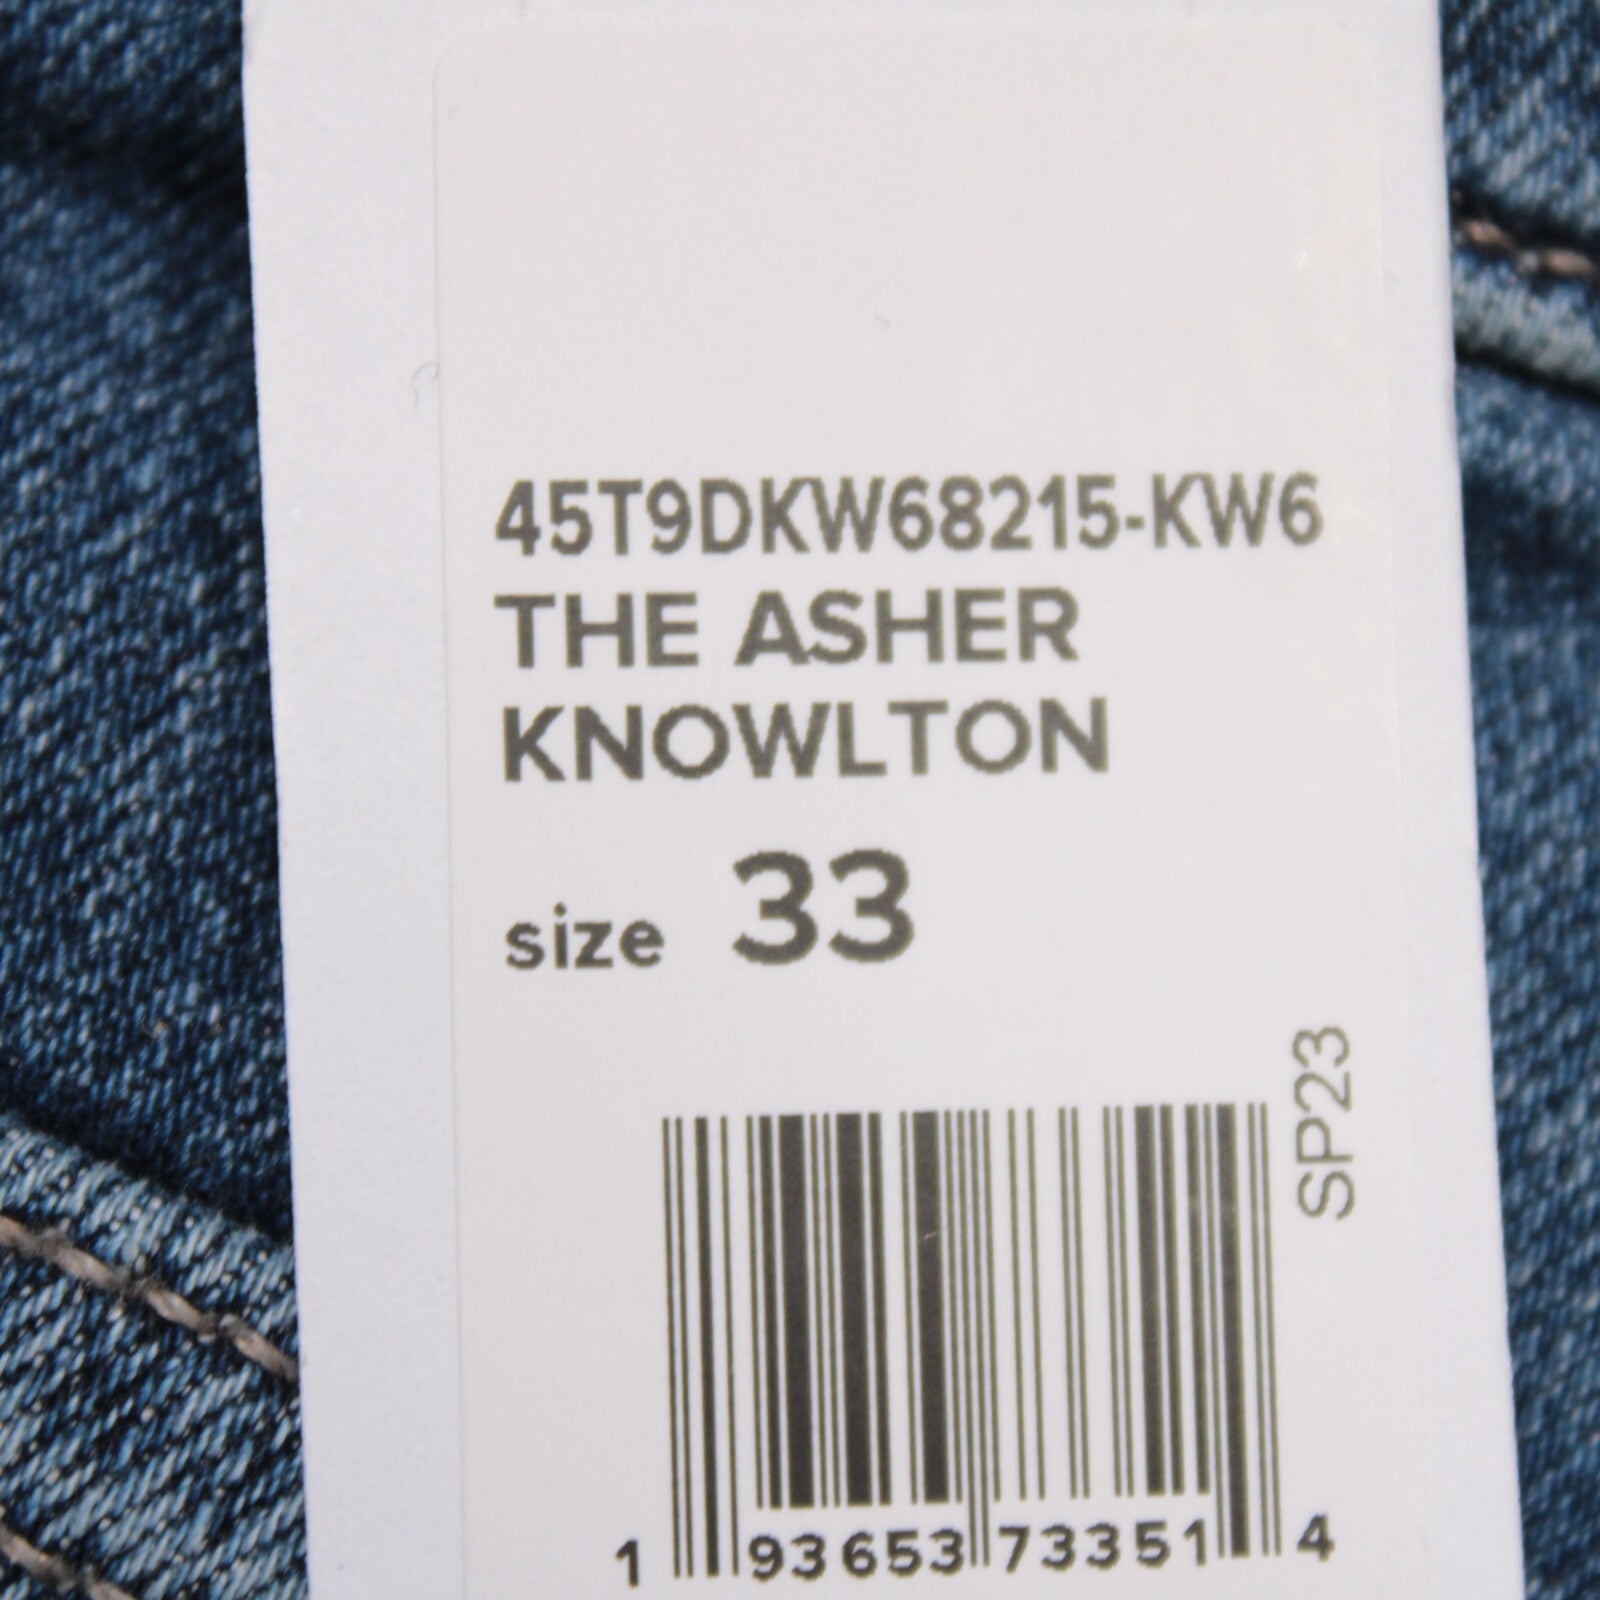 45T9DKW68215-KW6
THE ASHER
KNOWLTON
size 33
SP23
1 93653 73351 4